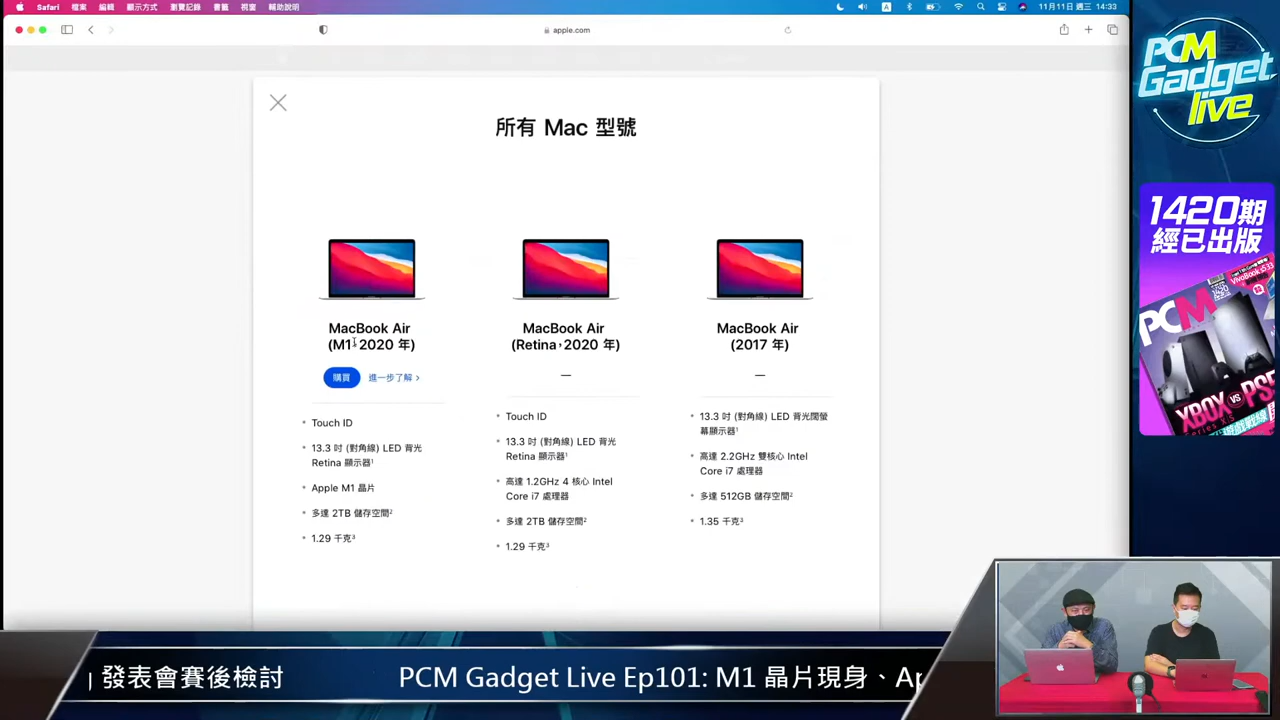 Safari 檔案 編輯 顯示方式 瀏覽記錄 書籤 視窗 輔助說明
A
11月11日 週三 14:33
apple.com
所有 Mac 型號
MacBook Air
(M1，2020 年)
購買 進一步了解 ›
• Touch ID
• 13.3 吋 (對角線) LED 背光
Retina 顯示器¹
• Apple M1 晶片
• 多達 2TB 儲存空間²
• 1.29 千克³
MacBook Air
(Retina，2020 年)
—
• Touch ID
• 13.3 吋 (對角線) LED 背光
Retina 顯示器¹
• 高達 1.2GHz 4 核心 Intel
Core i7 處理器
• 多達 2TB 儲存空間²
• 1.29 千克³
MacBook Air
(2017 年)
—
• 13.3 吋 (對角線) LED 背光闊螢
幕顯示器¹
• 高達 2.2GHz 雙核心 Intel
Core i7 處理器
• 多達 512GB 儲存空間²
• 1.35 千克³
PCM
Gadget
live
1420期
經已出版
PCM
XBOX VS PS5
Series X|S
發表會賽後檢討
PCM Gadget Live Ep101: M1 晶片現身、Ap